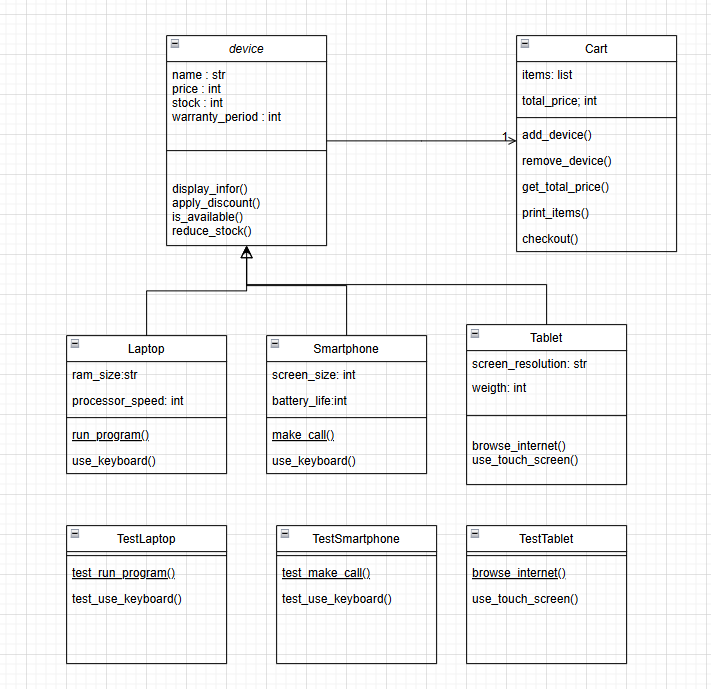 device
name : str
price : int
stock : int
warranty_period : int
display_infor()
apply_discount()
is_available()
reduce_stock()
1
Cart
items: list
total_price; int
add_device()
remove_device()
get_total_price()
print_items()
checkout()
Laptop
ram_size:str
processor_speed: int
run_program()
use_keyboard()
Smartphone
screen_size: int
battery_life:int
make_call()
use_keyboard()
Tablet
screen_resolution: str
weigth: int
browse_internet()
use_touch_screen()
TestLaptop
test_run_program()
test_use_keyboard()
TestSmartphone
test_make_call()
test_use_keyboard()
TestTablet
browse_internet()
use_touch_screen()